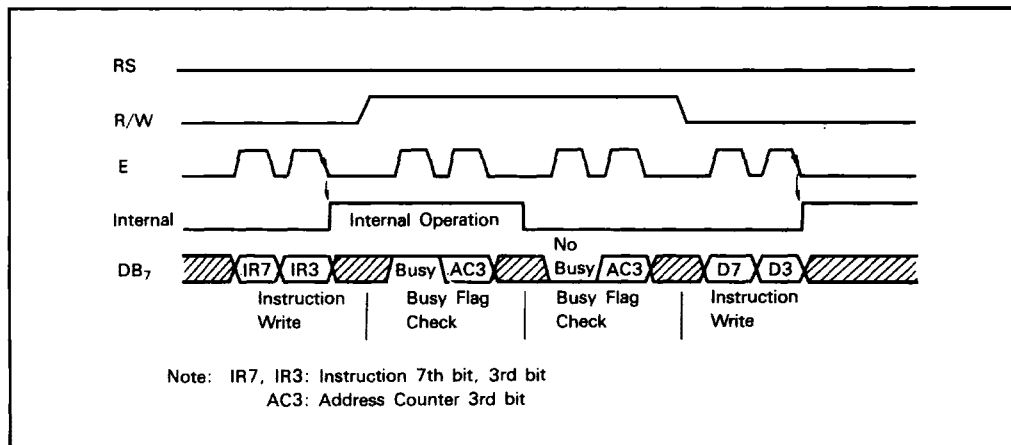 RS
R/W
E
Internal
Internal Operation
DB7
IR7 IR3 Busy AC3 No Busy AC3 D7 D3
Instruction Write
Busy Flag Check
Busy Flag Check
Instruction Write
Note: IR7, IR3: Instruction 7th bit, 3rd bit
AC3: Address Counter 3rd bit